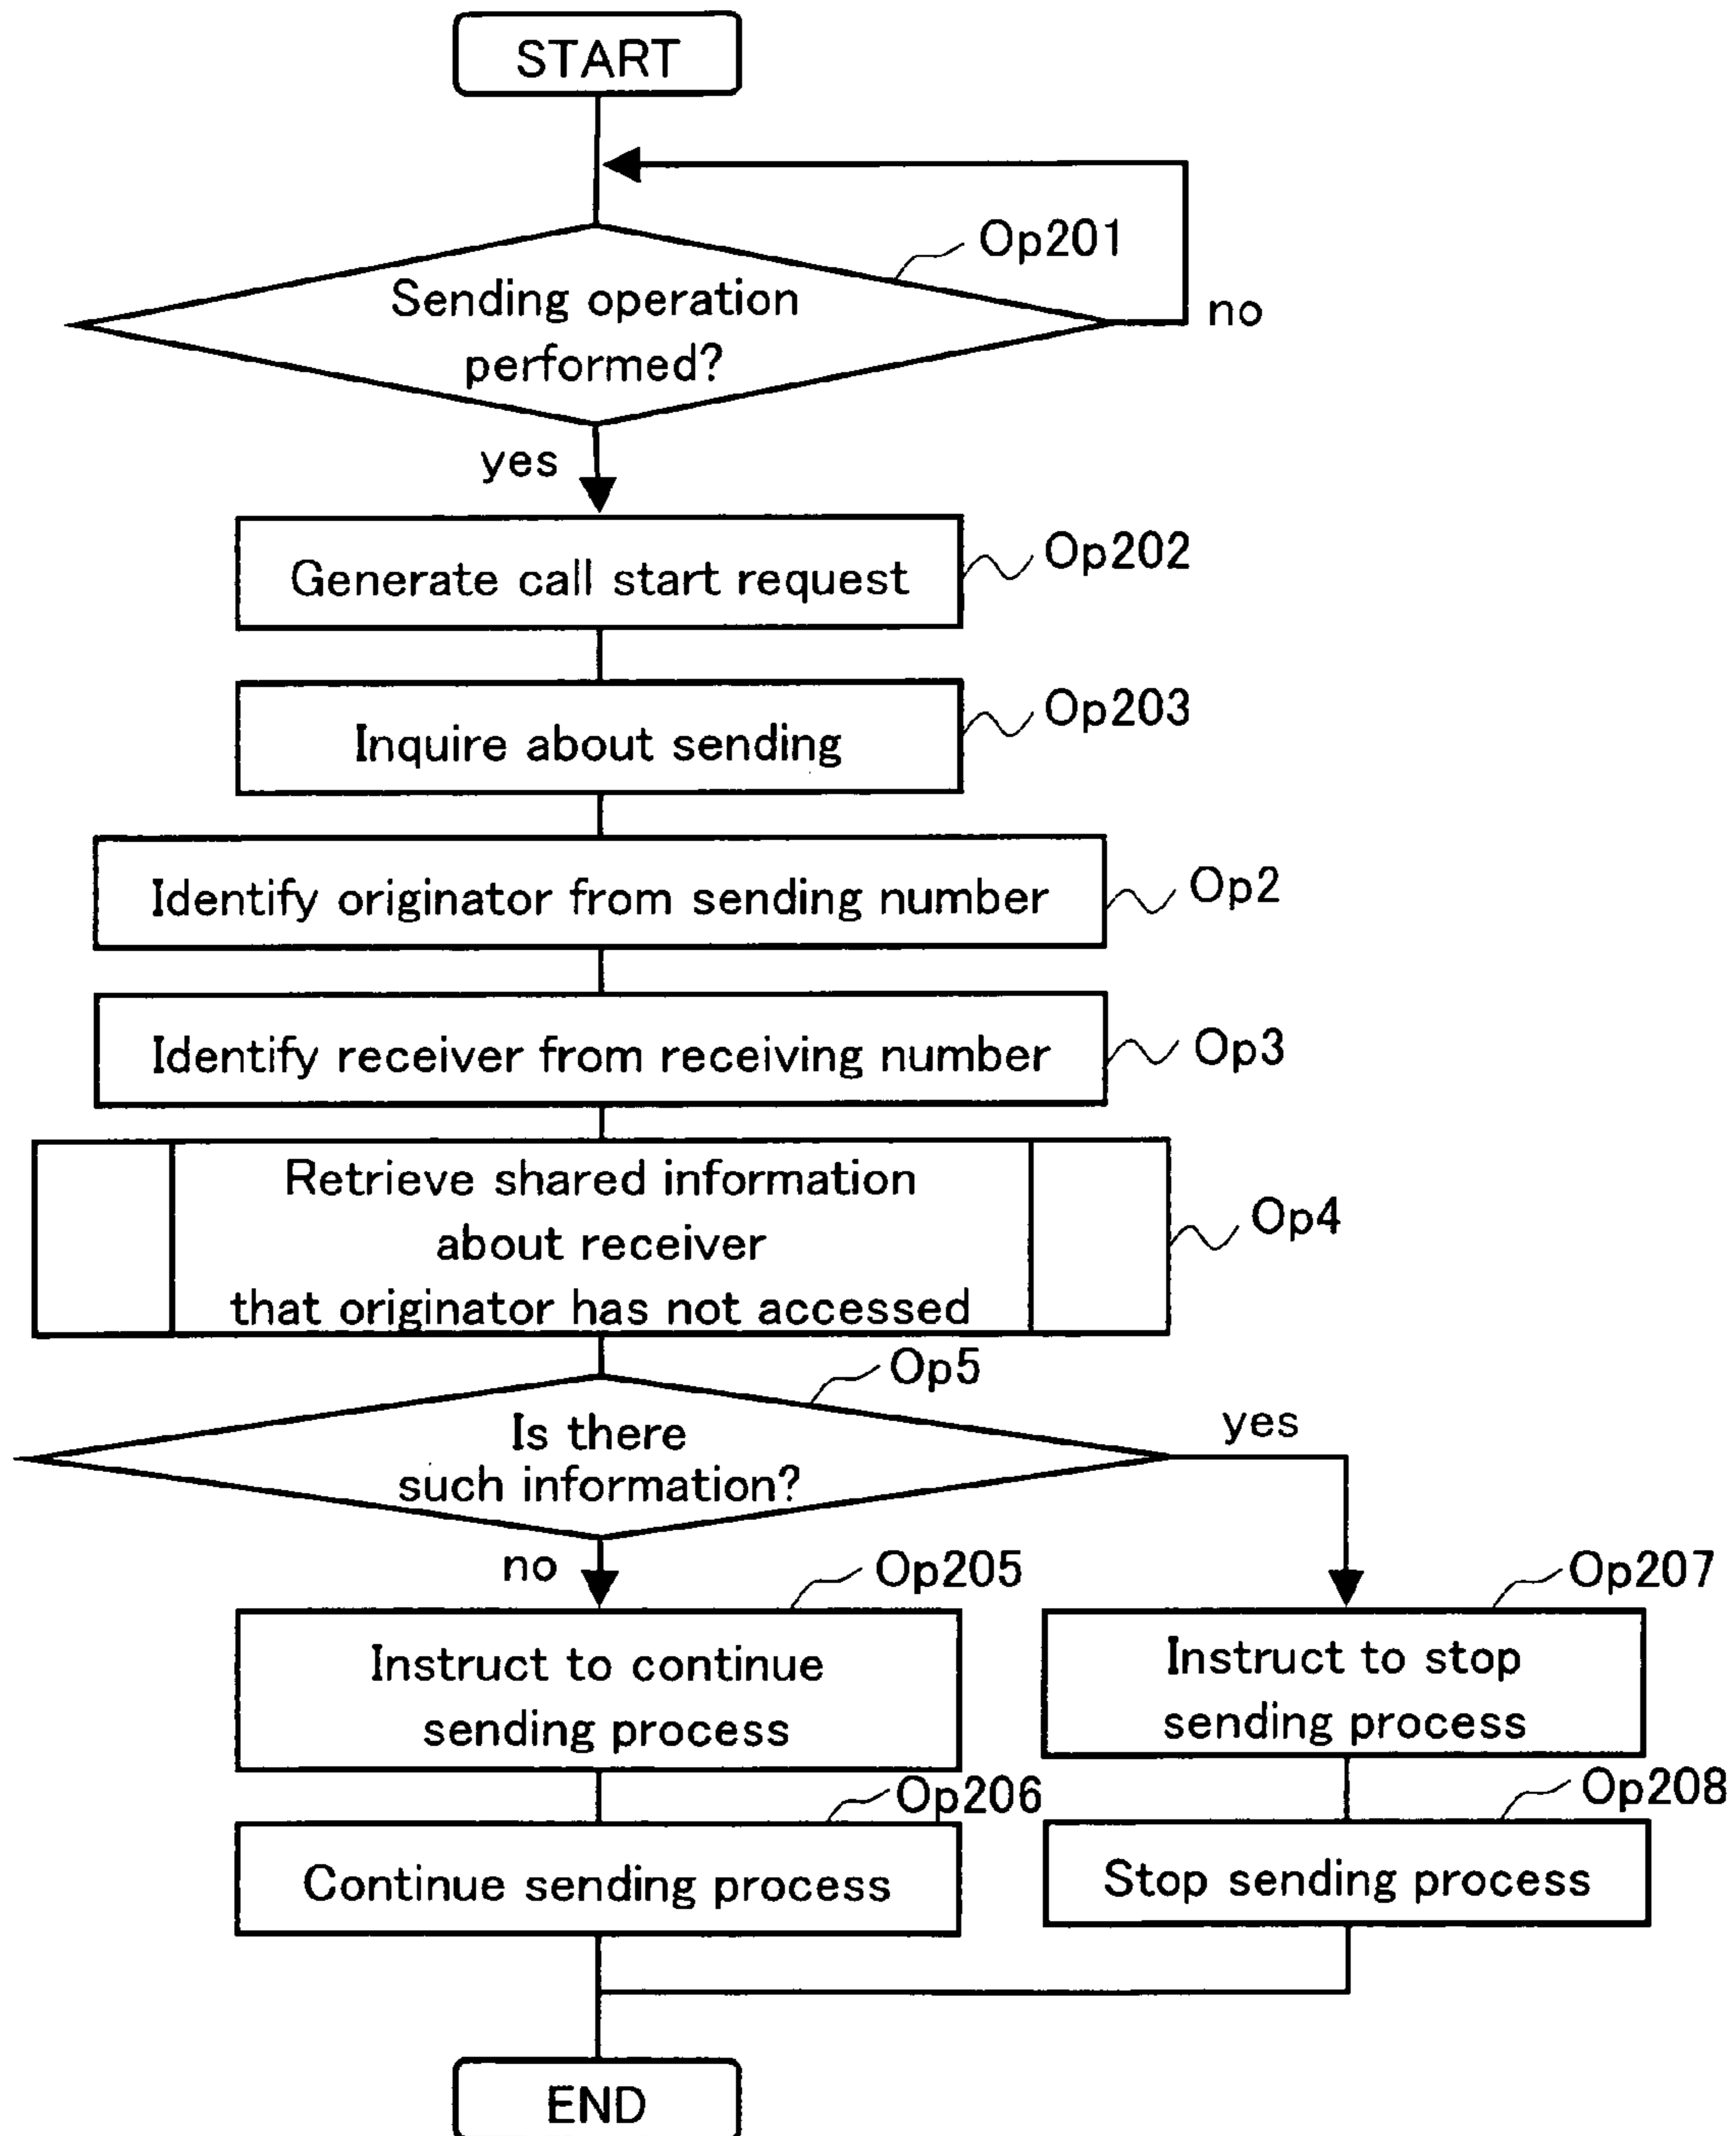 START
Op201
Sending operation
performed?
no
yes
Generate call start request
Op202
Inquire about sending
Op203
Identify originator from sending number
Op2
Identify receiver from receiving number
Op3
Retrieve shared information
about receiver
that originator has not accessed
Op4
Op5
Is there
such information?
yes
no
Op205
Instruct to continue
sending process
Op207
Instruct to stop
sending process
Op206
Continue sending process
Op208
Stop sending process
END